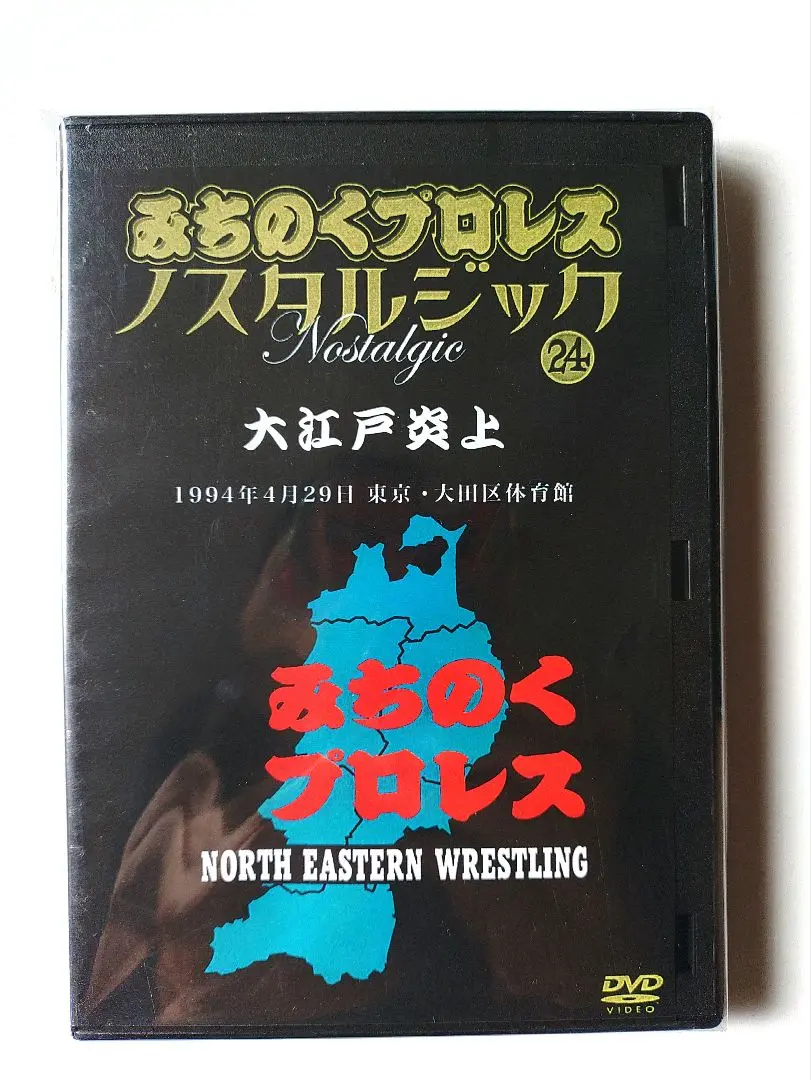 みちのくプロレス
ノスタルジック
Nostalgic
24
大江戸炎上
1994年4月29日 東京・大田区体育館
みちのく
プロレス
NORTH EASTERN WRESTLING
DVD
VIDEO